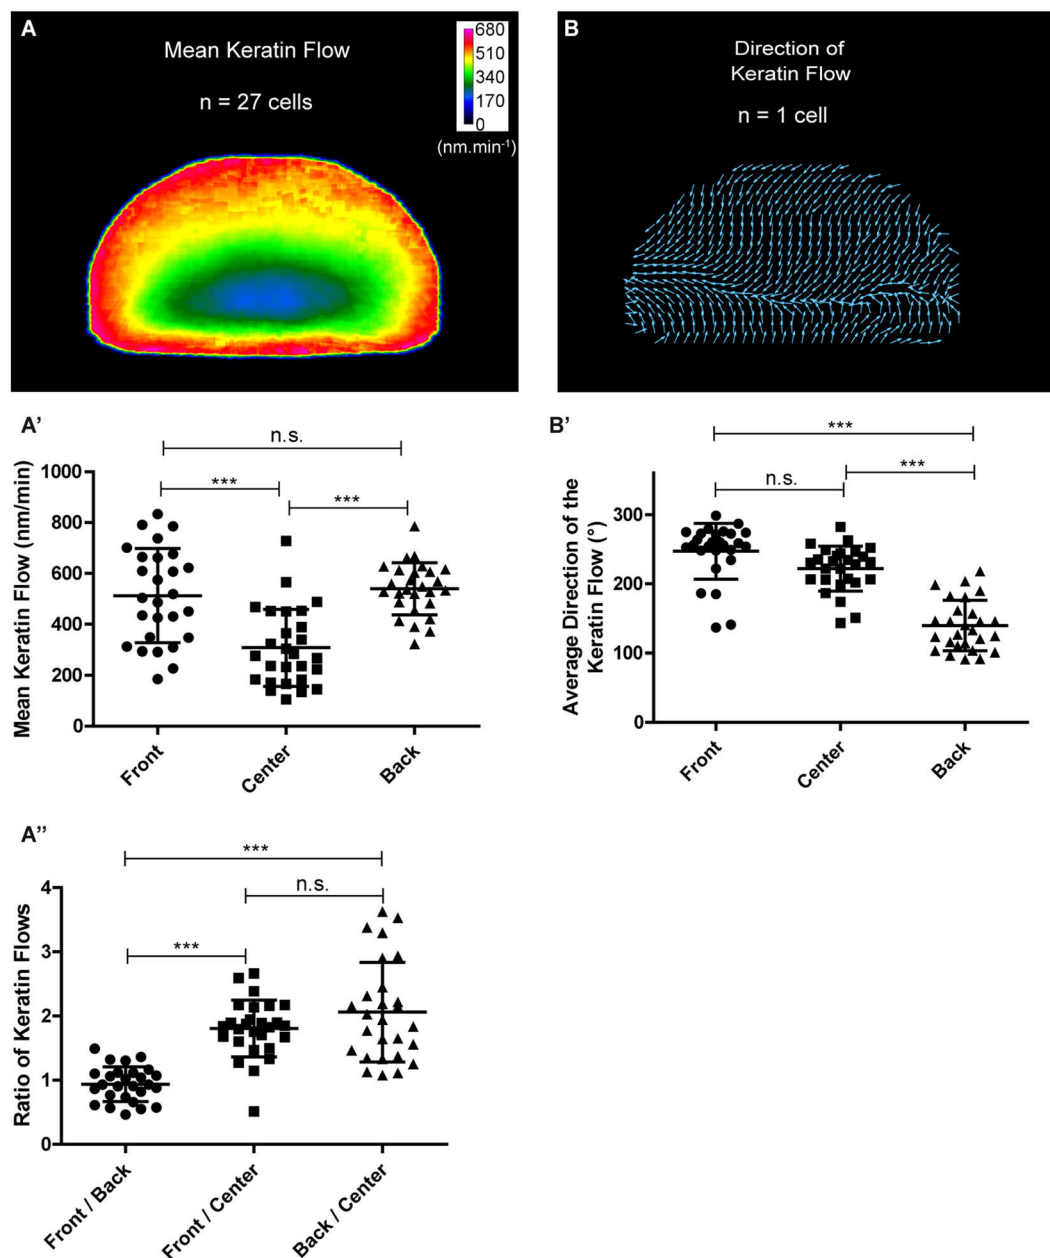 A
Mean Keratin Flow
n = 27 cells
680
510
340
170
0
(nm.min⁻¹)
B
Direction of
Keratin Flow
n = 1 cell
A'
n.s.
***
***
Mean Keratin Flow (nm/min)
1000
800
600
400
200
0
Front
Center
Back
B'
***
***
n.s.
Average Direction of the
Keratin Flow (°)
300
200
100
0
Front
Center
Back
A''
***
n.s.
***
Ratio of Keratin Flows
4
3
2
1
0
Front / Back
Front / Center
Back / Center